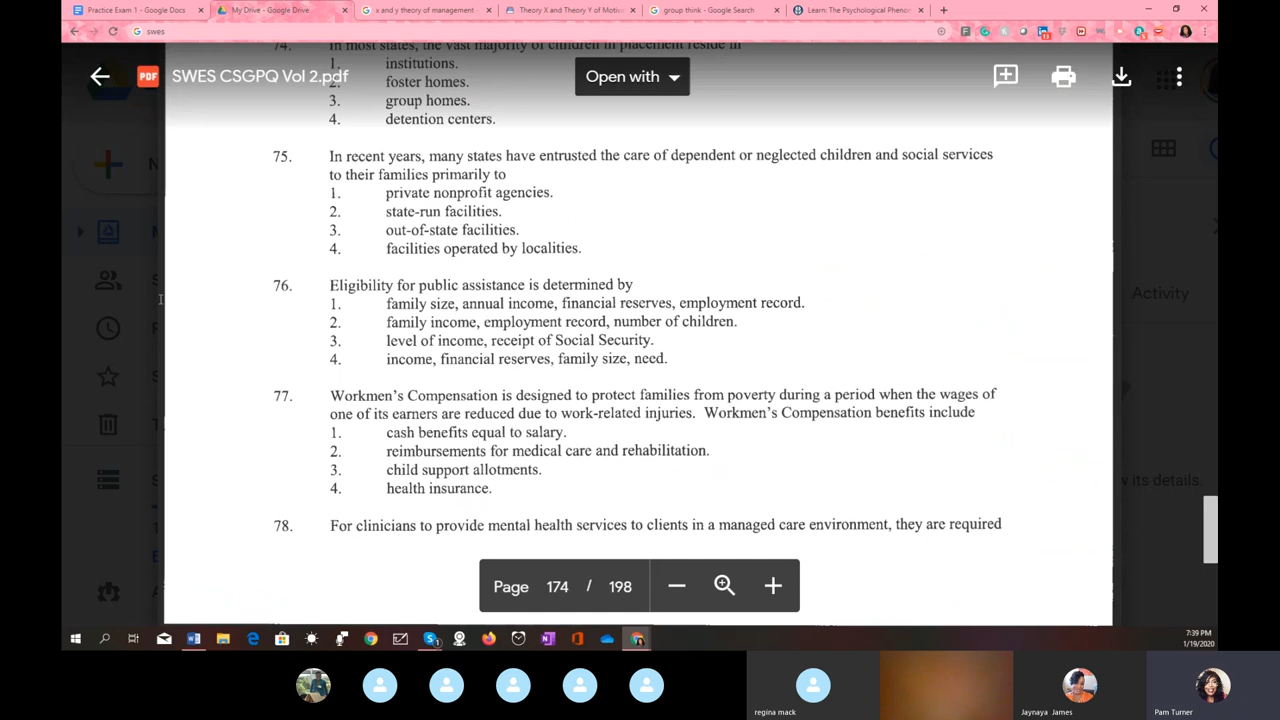 Practice Exam 1 - Google Docs
My Drive - Google Drive
x and y theory of management
Theory X and Theory Y of Motiva
group think - Google Search
Learn: The Psychological Phenom
swes
74. In most states, the vast majority of children in placement reside in
1. institutions.
SWES CSGPQ Vol 2.pdf
Open with
2. foster homes.
3. group homes.
4. detention centers.
75. In recent years, many states have entrusted the care of dependent or neglected children and social services
to their families primarily to
1. private nonprofit agencies.
2. state-run facilities.
3. out-of-state facilities.
4. facilities operated by localities.
76. Eligibility for public assistance is determined by
1. family size, annual income, financial reserves, employment record.
2. family income, employment record, number of children.
3. level of income, receipt of Social Security.
4. income, financial reserves, family size, need.
Activity
77. Workmen's Compensation is designed to protect families from poverty during a period when the wages of
one of its earners are reduced due to work-related injuries. Workmen's Compensation benefits include
1. cash benefits equal to salary.
2. reimbursements for medical care and rehabilitation.
3. child support allotments.
4. health insurance.
w its details.
78. For clinicians to provide mental health services to clients in a managed care environment, they are required
Page 174 / 198
7:39 PM
1/19/2020
regina mack
Jaynaya James
Pam Turner